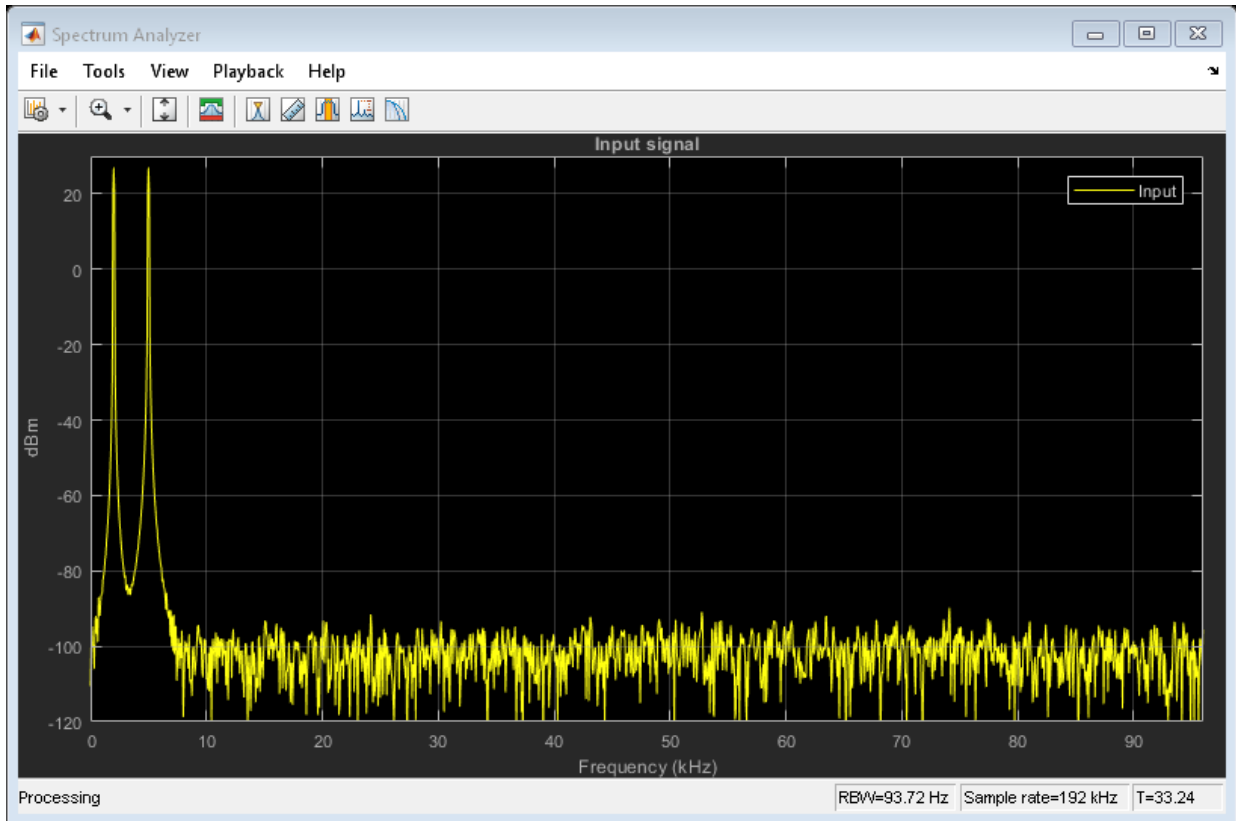 Spectrum Analyzer
File Tools View Playback Help
Input signal
Input
20
0
-20
-40
-60
-80
-100
-120
dBm
0 10 20 30 40 50 60 70 80 90
Frequency (kHz)
Processing RBW=93.72 Hz Sample rate=192 kHz T=33.24